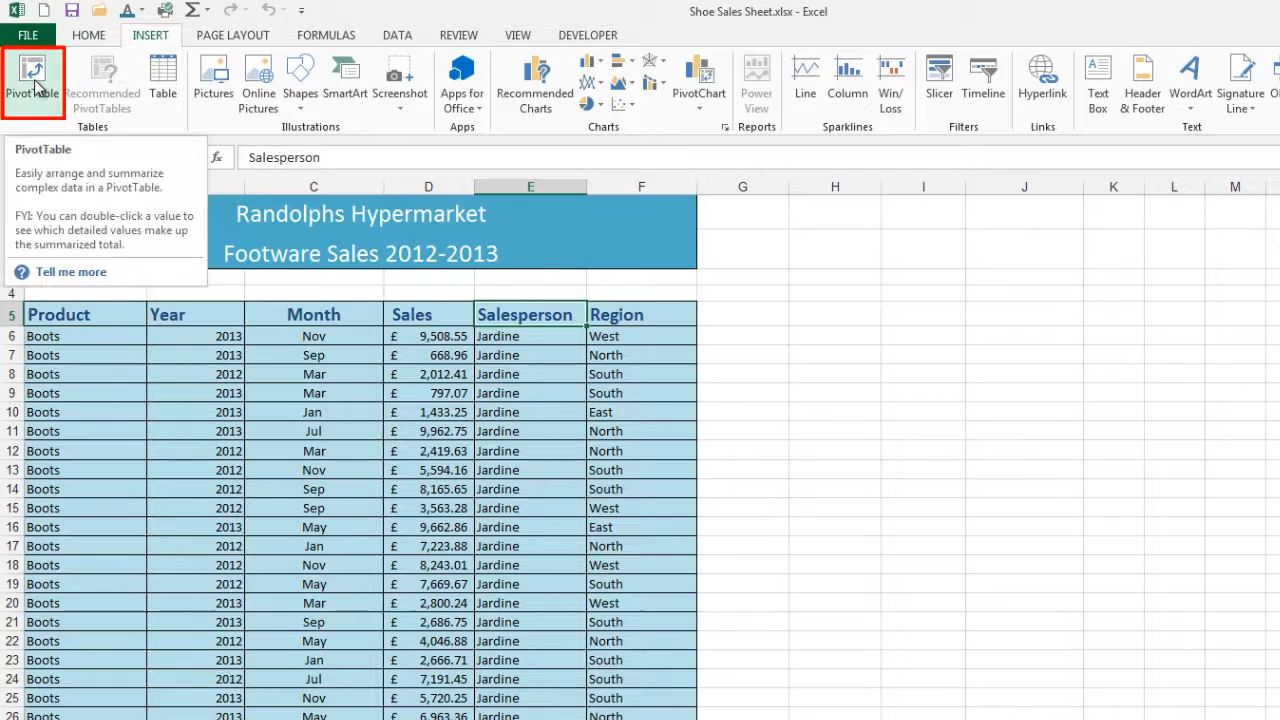 Shoe Sales Sheet.xlsx - Excel
FILE HOME INSERT PAGE LAYOUT FORMULAS DATA REVIEW VIEW DEVELOPER
PivotTable Recommended PivotTables Table Pictures Online Pictures Shapes SmartArt Screenshot Apps for Office Recommended Charts PivotChart Power View Line Column Win/Loss Slicer Timeline Hyperlink Text Box Header & Footer WordArt Signature Line
Tables Illustrations Apps Charts Reports Sparklines Filters Links Text
PivotTable
Easily arrange and summarize
complex data in a PivotTable.
FYI: You can double-click a value to
see which detailed values make up
the summarized total.
Tell me more
fx Salesperson
C D E F G H I J K L M
Randolphs Hypermarket
Footware Sales 2012-2013
4
5 Product Year Month Sales Salesperson Region
6 Boots 2013 Nov £ 9,508.55 Jardine West
7 Boots 2013 Sep £ 668.96 Jardine North
8 Boots 2012 Mar £ 2,012.41 Jardine South
9 Boots 2013 Mar £ 797.07 Jardine South
10 Boots 2013 Jan £ 1,433.25 Jardine East
11 Boots 2013 Jul £ 9,962.75 Jardine North
12 Boots 2012 Mar £ 2,419.63 Jardine North
13 Boots 2012 Nov £ 5,594.16 Jardine South
14 Boots 2012 Sep £ 8,165.65 Jardine South
15 Boots 2012 Sep £ 3,563.28 Jardine West
16 Boots 2013 May £ 9,662.86 Jardine East
17 Boots 2012 Jan £ 7,223.88 Jardine North
18 Boots 2012 Nov £ 8,243.01 Jardine West
19 Boots 2012 May £ 7,669.67 Jardine South
20 Boots 2013 Mar £ 2,800.24 Jardine West
21 Boots 2013 Sep £ 2,686.75 Jardine South
22 Boots 2012 May £ 4,046.88 Jardine North
23 Boots 2013 Jan £ 2,666.71 Jardine South
24 Boots 2012 Jul £ 7,191.45 Jardine South
25 Boots 2013 Nov £ 5,720.25 Jardine South
26 Boots 2013 May £ 6,963.36 Jardine North